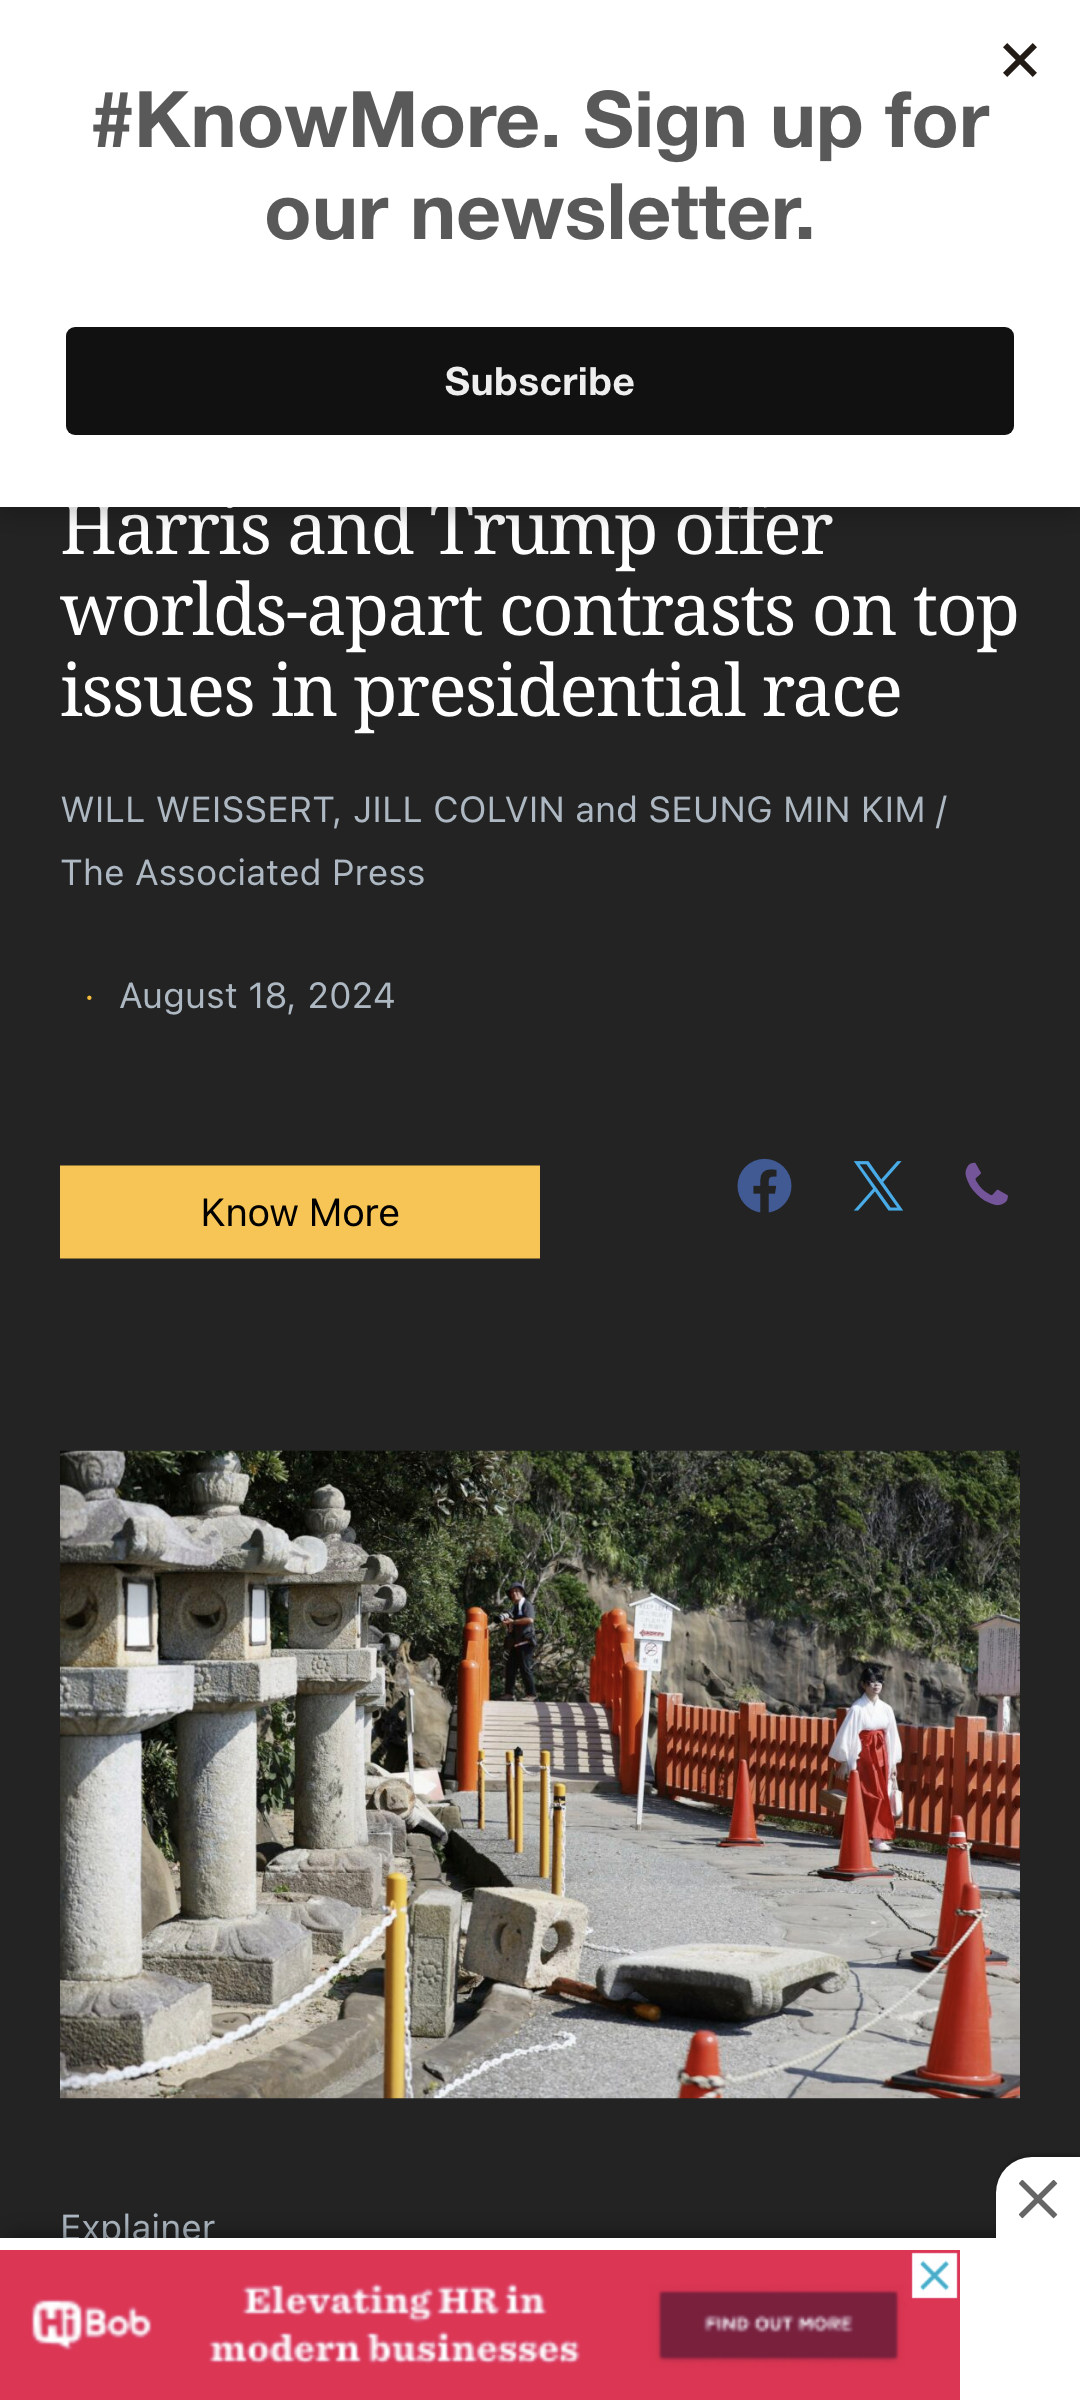 #KnowMore. Sign up for
our newsletter.
Subscribe
Harris and Trump offer
worlds-apart contrasts on top
issues in presidential race
WILL WEISSERT, JILL COLVIN and SEUNG MIN KIM /
The Associated Press
· August 18, 2024
Know More
Explainer
HiBob
Elevating HR in
modern businesses
FIND OUT MORE